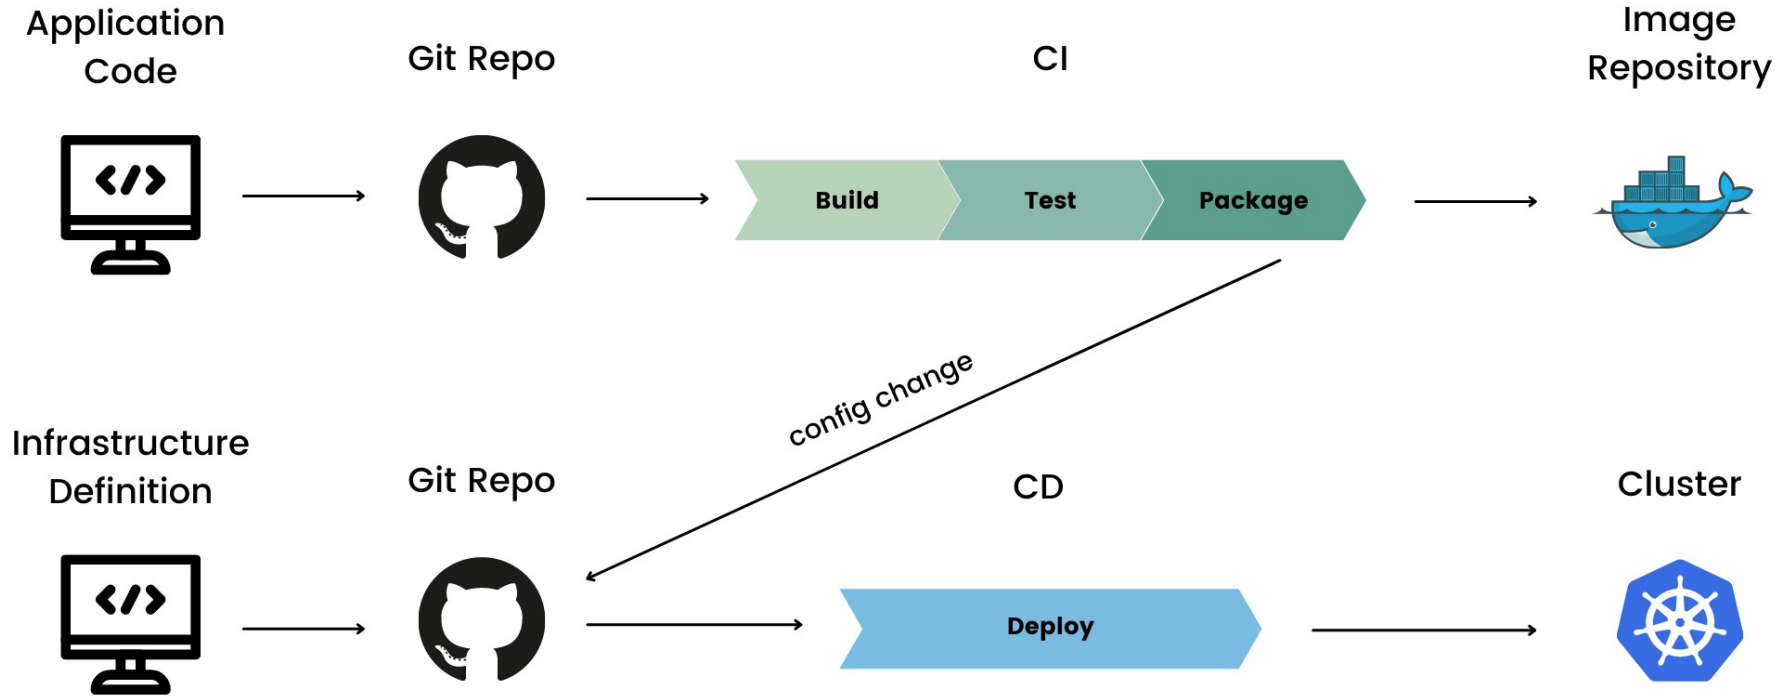 Application
Code
Git Repo
CI
Image
Repository
</>
Build
Test
Package
config change
Infrastructure
Definition
Git Repo
CD
Cluster
</>
Deploy